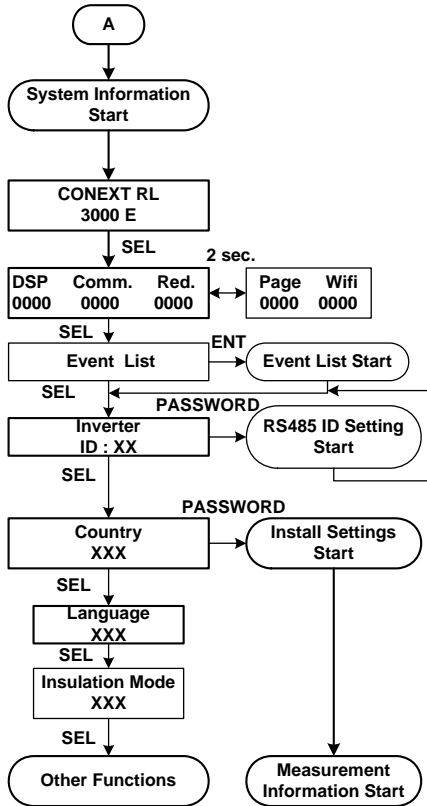 A
System Information
Start
CONEXT RL
3000 E
SEL
2 sec.
DSP Comm. Red.
0000 0000 0000
Page Wifi
0000 0000
SEL
ENT
Event List
Event List Start
SEL
PASSWORD
Inverter
ID : XX
RS485 ID Setting
Start
SEL
PASSWORD
Country
XXX
Install Settings
Start
SEL
Language
XXX
SEL
Insulation Mode
XXX
SEL
Other Functions
Measurement
Information Start